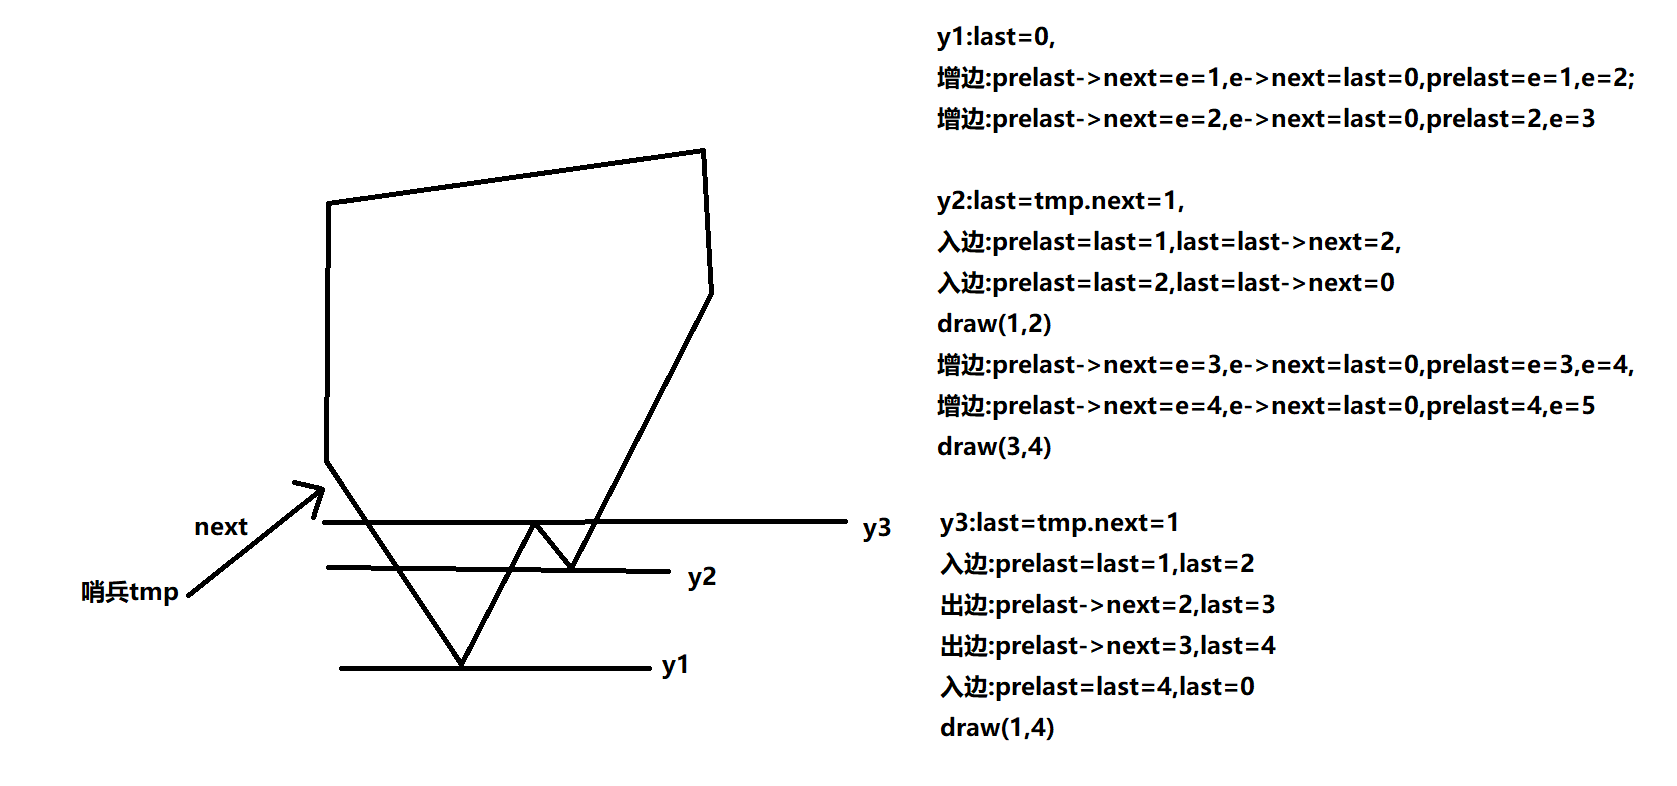 y1:last=0,
增边:prelast->next=e=1,e->next=last=0,prelast=e=1,e=2;
增边:prelast->next=e=2,e->next=last=0,prelast=2,e=3
y2:last=tmp.next=1,
入边:prelast=last=1,last=last->next=2,
入边:prelast=last=2,last=last->next=0
draw(1,2)
增边:prelast->next=e=3,e->next=last=0,prelast=e=3,e=4,
增边:prelast->next=e=4,e->next=last=0,prelast=4,e=5
draw(3,4)
y3:last=tmp.next=1
入边:prelast=last=1,last=2
出边:prelast->next=2,last=3
出边:prelast->next=3,last=4
入边:prelast=last=4,last=0
draw(1,4)
next
哨兵tmp
y3
y2
y1